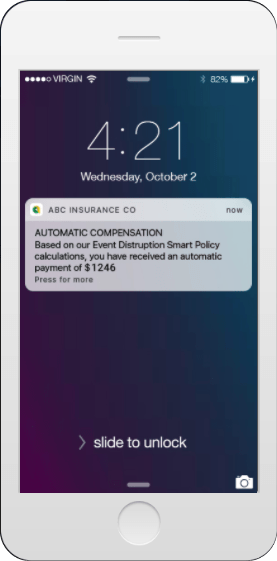 VIRGIN 82%
4:21
Wednesday, October 2
ABC INSURANCE CO now
AUTOMATIC COMPENSATION
Based on our Event Distruption Smart Policy
calculations, you have received an automatic
payment of $1246
Press for more
slide to unlock